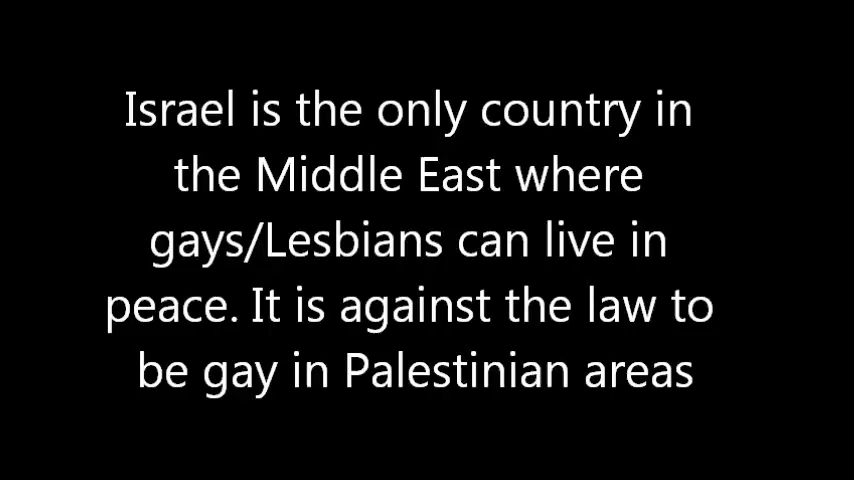 Israel is the only country in
the Middle East where
gays/Lesbians can live in
peace. It is against the law to
be gay in Palestinian areas